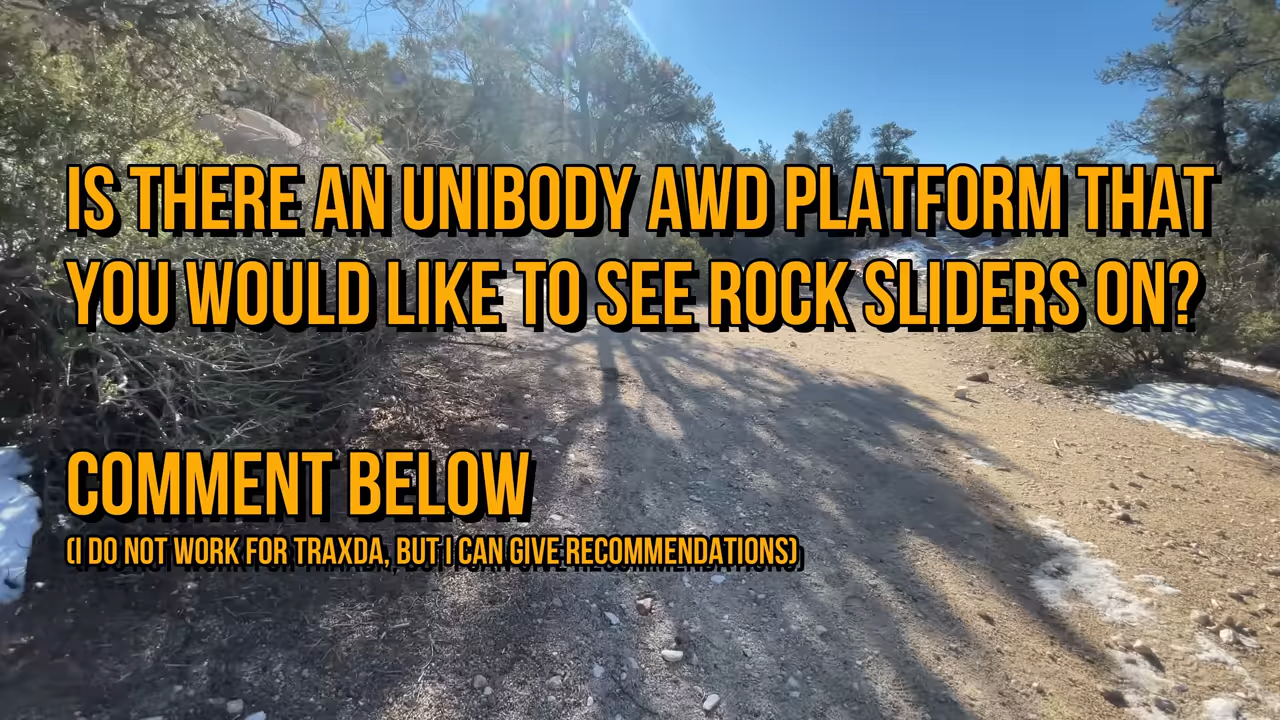 IS THERE AN UNIBODY AWD PLATFORM THAT
YOU WOULD LIKE TO SEE ROCK SLIDERS ON?
COMMENT BELOW
(I DO NOT WORK FOR TRAXDA, BUT I CAN GIVE RECOMMENDATIONS)